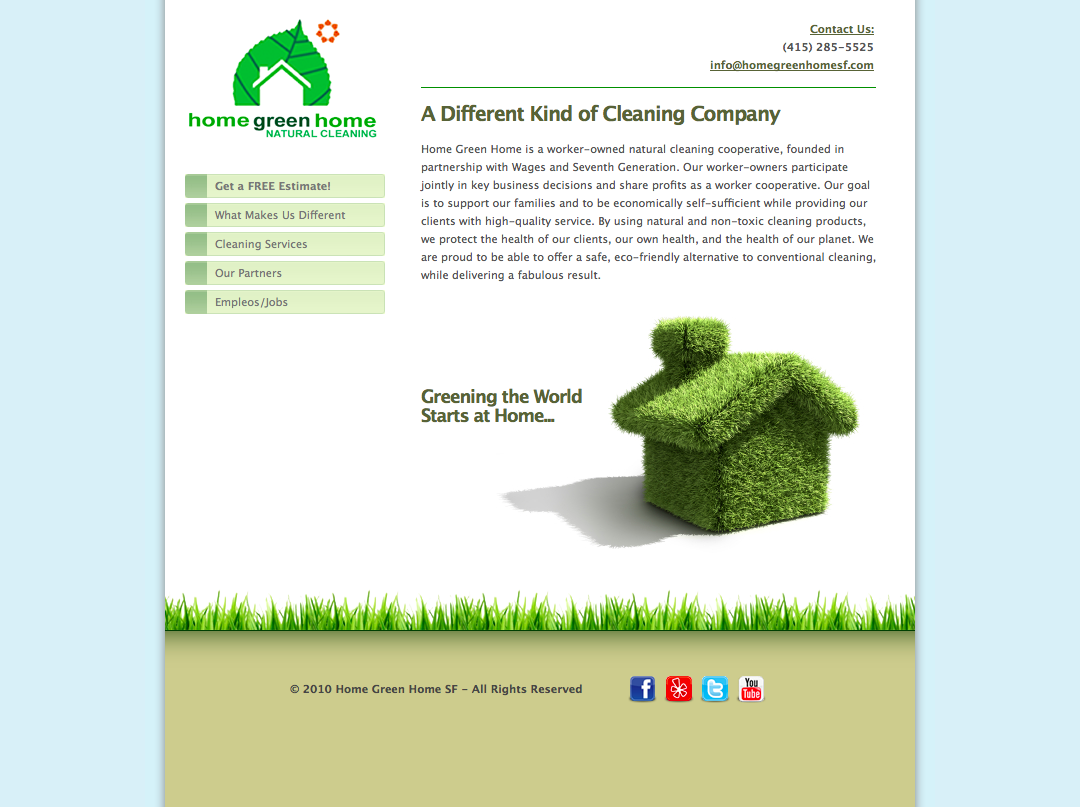 home green home
NATURAL CLEANING
Get a FREE Estimate!
What Makes Us Different
Cleaning Services
Our Partners
Empleos/Jobs
Contact Us:
(415) 285-5525
info@homegreenhomesf.com
A Different Kind of Cleaning Company
Home Green Home is a worker-owned natural cleaning cooperative, founded in
partnership with Wages and Seventh Generation. Our worker-owners participate
jointly in key business decisions and share profits as a worker cooperative. Our goal
is to support our families and to be economically self-sufficient while providing our
clients with high-quality service. By using natural and non-toxic cleaning products,
we protect the health of our clients, our own health, and the health of our planet. We
are proud to be able to offer a safe, eco-friendly alternative to conventional cleaning,
while delivering a fabulous result.
Greening the World
Starts at Home...
© 2010 Home Green Home SF - All Rights Reserved
You
Tube